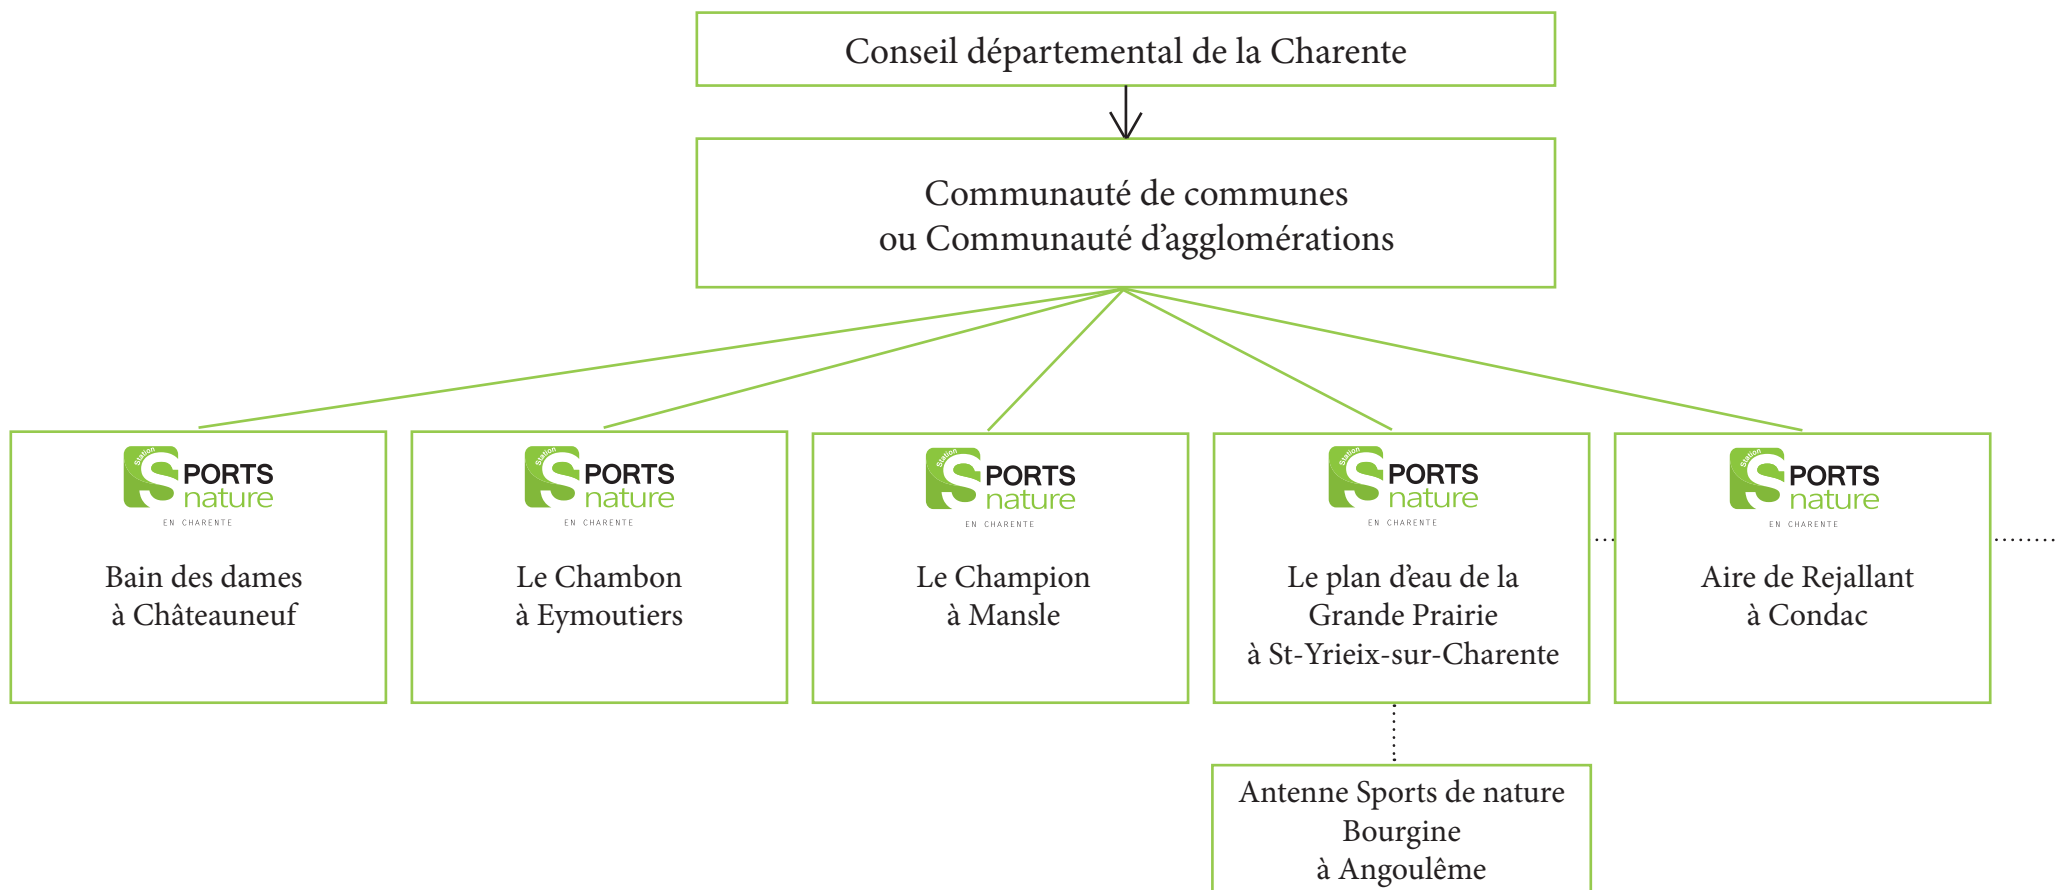 Conseil départemental de la Charente
Communauté de communes
ou Communauté d'agglomérations
Station
SPORTS
nature
EN CHARENTE
Bain des dames
à Châteauneuf
Station
SPORTS
nature
EN CHARENTE
Le Chambon
à Eymoutiers
Station
SPORTS
nature
EN CHARENTE
Le Champion
à Mansle
Station
SPORTS
nature
EN CHARENTE
Le plan d'eau de la
Grande Prairie
à St-Yrieix-sur-Charente
Station
SPORTS
nature
EN CHARENTE
Aire de Rejallant
à Condac
Antenne Sports de nature
Bourgine
à Angoulême